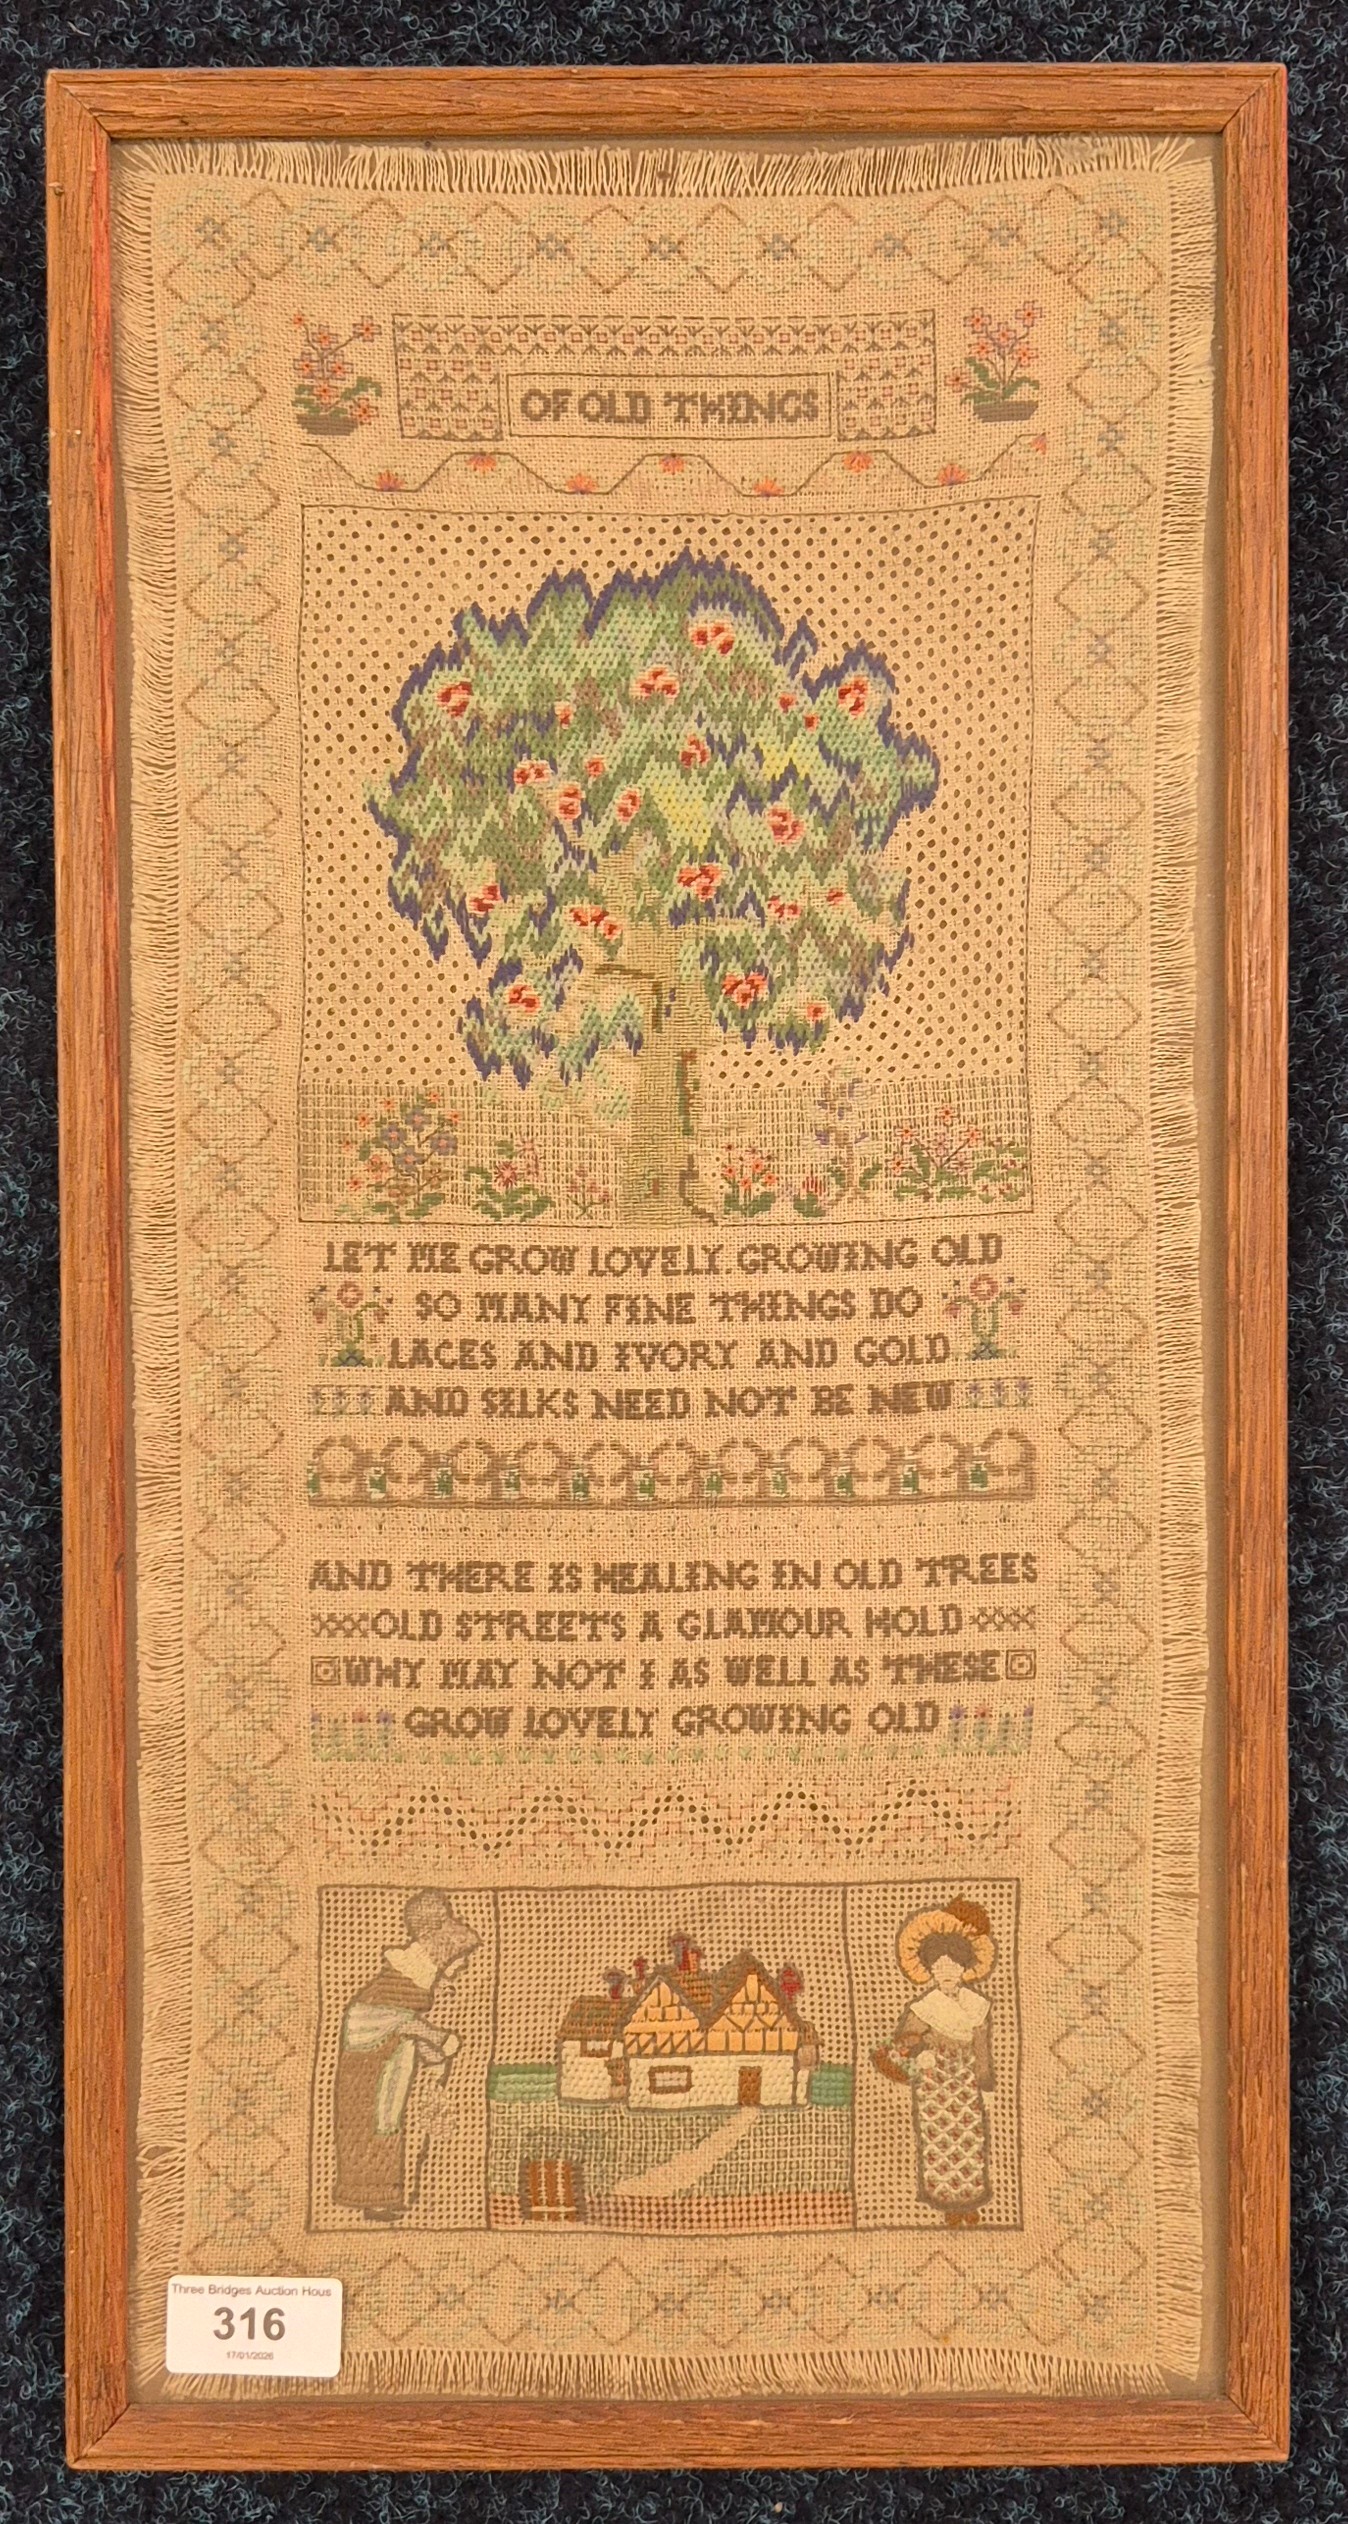 OF OLD THINGS
LET ME GROW LOVELY. GROWING OLD
SO MANY FINE THINGS DO
LACES AND IVORY AND GOLD
AND SILKS NEED NOT BE NEW
AND THERE IS HEALING IN OLD TREES
OLD STREETS A GLAMOUR HOLD
WHY MAY NOT I AS WELL AS THESE
GROW LOVELY GROWING OLD
Three Bridges Auction Hous
316
17/01/2026